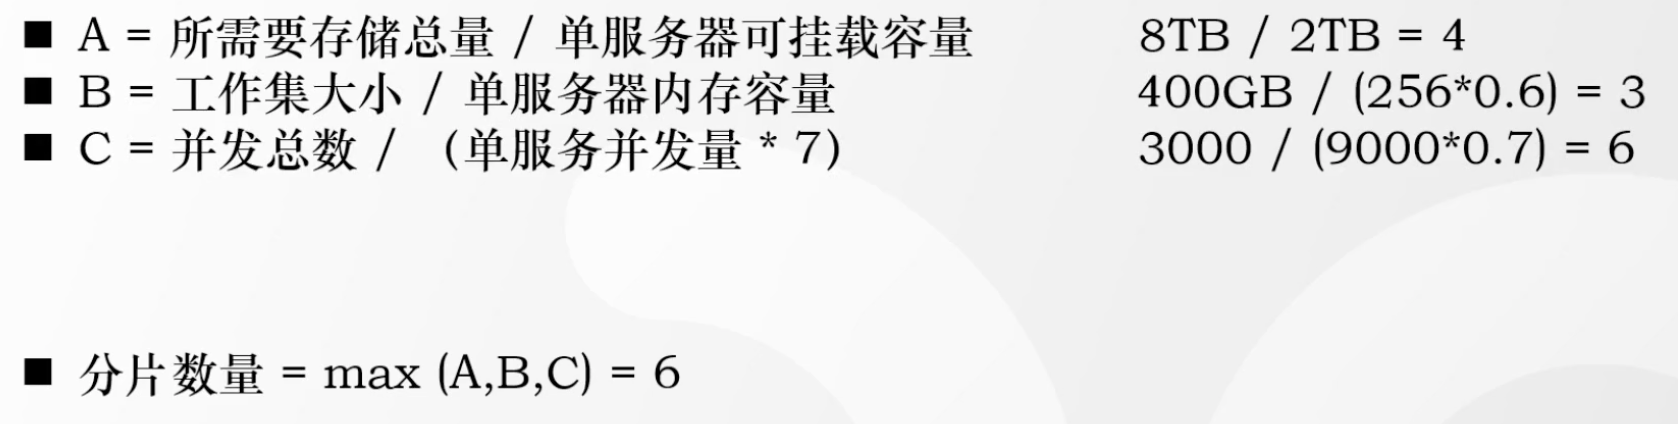 ■ A = 所需要存储总量 / 单服务器可挂载容量 8TB / 2TB = 4
■ B = 工作集大小 / 单服务器内存容量 400GB / (256*0.6) = 3
■ C = 并发总数 / （单服务并发量 * 7） 3000 / (9000*0.7) = 6
■ 分片数量 = max (A,B,C) = 6